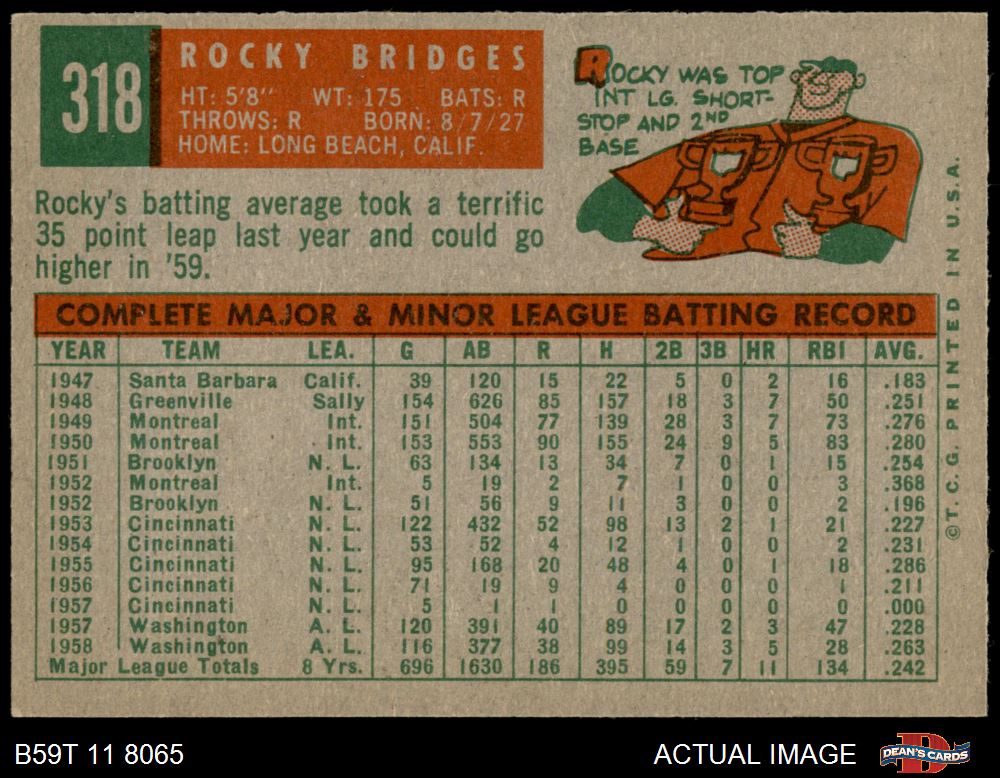 318
ROCKY BRIDGES
HT: 5'8" WT: 175 BATS: R
THROWS: R BORN: 8/7/27
HOME: LONG BEACH, CALIF.
ROCKY WAS TOP
INT LG. SHORT-
STOP AND 2ND
BASE
Rocky's batting average took a terrific
35 point leap last year and could go
higher in '59.
COMPLETE MAJOR & MINOR LEAGUE BATTING RECORD
YEAR TEAM LEA. G AB R H 2B 3B HR RBI AVG.
1947 Santa Barbara Calif. 39 120 15 22 5 0 2 16 .183
1948 Greenville Sally 154 626 85 157 18 3 7 50 .251
1949 Montreal Int. 151 504 77 139 28 3 7 73 .276
1950 Montreal Int. 153 553 90 155 24 9 5 83 .280
1951 Brooklyn N. L. 63 134 13 34 7 0 1 15 .254
1952 Montreal Int. 5 19 2 7 1 0 0 3 .368
1952 Brooklyn N. L. 51 56 9 11 3 0 0 2 .196
1953 Cincinnati N. L. 122 432 52 98 13 2 1 21 .227
1954 Cincinnati N. L. 53 52 4 12 1 0 0 2 .231
1955 Cincinnati N. L. 95 168 20 48 4 0 1 18 .286
1956 Cincinnati N. L. 71 19 9 4 0 0 0 1 .211
1957 Cincinnati N. L. 5 1 1 0 0 0 0 0 .000
1957 Washington A. L. 120 391 40 89 17 2 3 47 .228
1958 Washington A. L. 116 377 38 99 14 3 5 28 .263
Major League Totals 8 Yrs. 696 1630 186 395 59 7 11 134 .242
©T.C.G. PRINTED IN U.S.A.
B59T 11 8065
ACTUAL IMAGE
DEAN'S CARDS